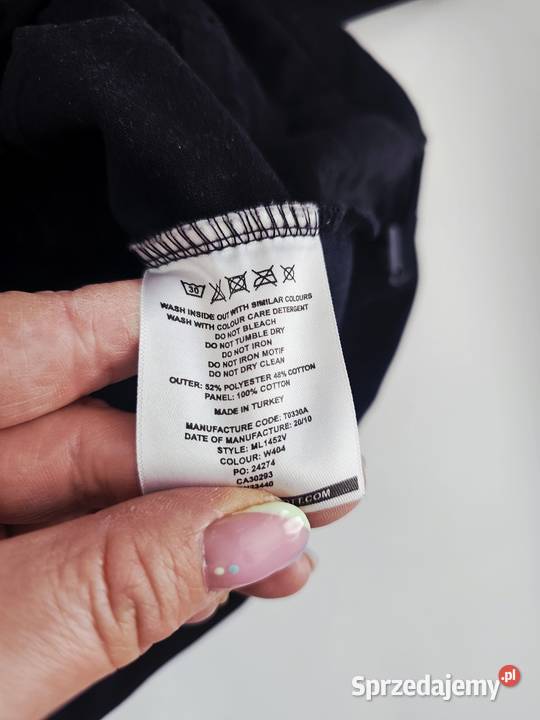 30
WASH INSIDE OUT WITH SIMILAR COLOURS
WASH WITH COLOUR CARE DETERGENT
DO NOT BLEACH
DO NOT TUMBLE DRY
DO NOT IRON
DO NOT IRON MOTIF
DO NOT DRY CLEAN
OUTER: 52% POLYESTER 48% COTTON
PANEL: 100% COTTON
MADE IN TURKEY
MANUFACTURE CODE: T0330A
DATE OF MANUFACTURE: 20/10
STYLE: ML1452V
COLOUR: W404
PO: 24274
CA30293
Sprzedajemy.pl